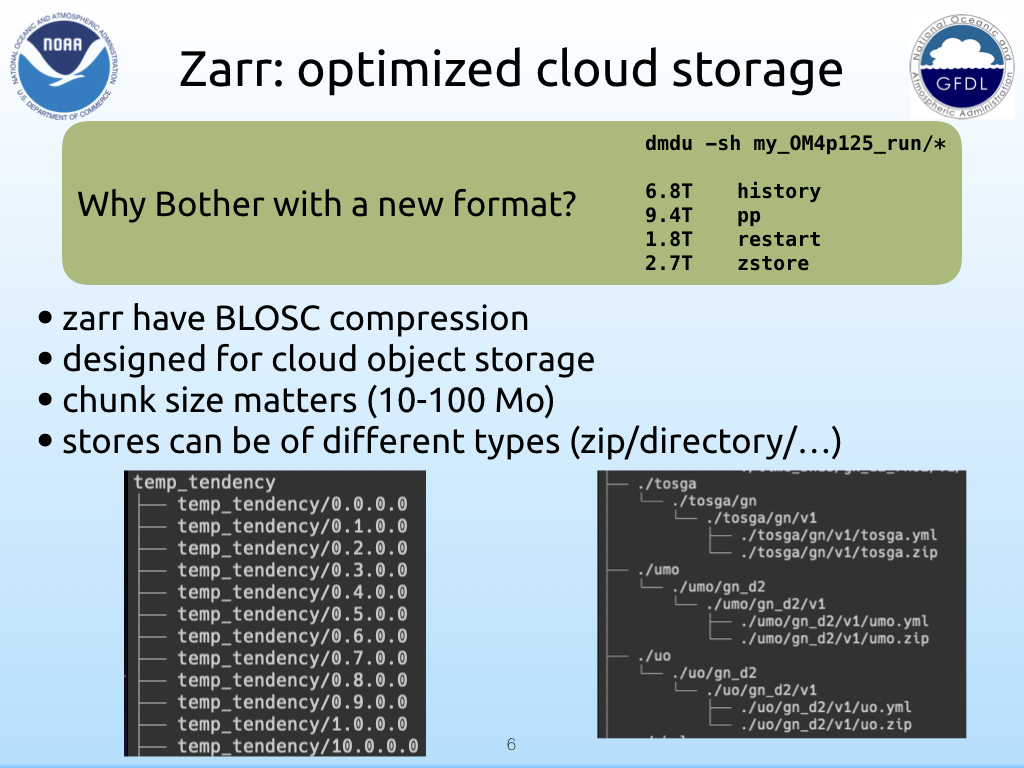 NATIONAL OCEANIC AND ATMOSPHERIC ADMINISTRATION
NOAA
U.S. DEPARTMENT OF COMMERCE
Zarr: optimized cloud storage
National Oceanic and
GFDL
Atmospheric Administration
Why Bother with a new format?
dmdu -sh my_OM4p125_run/*
6.8T history
9.4T pp
1.8T restart
2.7T zstore
• zarr have BLOSC compression
• designed for cloud object storage
• chunk size matters (10-100 Mo)
• stores can be of different types (zip/directory/…)
temp_tendency
├── temp_tendency/0.0.0.0
├── temp_tendency/0.1.0.0
├── temp_tendency/0.2.0.0
├── temp_tendency/0.3.0.0
├── temp_tendency/0.4.0.0
├── temp_tendency/0.5.0.0
├── temp_tendency/0.6.0.0
├── temp_tendency/0.7.0.0
├── temp_tendency/0.8.0.0
├── temp_tendency/0.9.0.0
├── temp_tendency/1.0.0.0
├── temp_tendency/10.0.0.0
├── ./tosga
└── ./tosga/gn
└── ./tosga/gn/v1
├── ./tosga/gn/v1/tosga.yml
└── ./tosga/gn/v1/tosga.zip
├── ./umo
└── ./umo/gn_d2
└── ./umo/gn_d2/v1
├── ./umo/gn_d2/v1/umo.yml
└── ./umo/gn_d2/v1/umo.zip
├── ./uo
└── ./uo/gn_d2
└── ./uo/gn_d2/v1
├── ./uo/gn_d2/v1/uo.yml
└── ./uo/gn_d2/v1/uo.zip
6